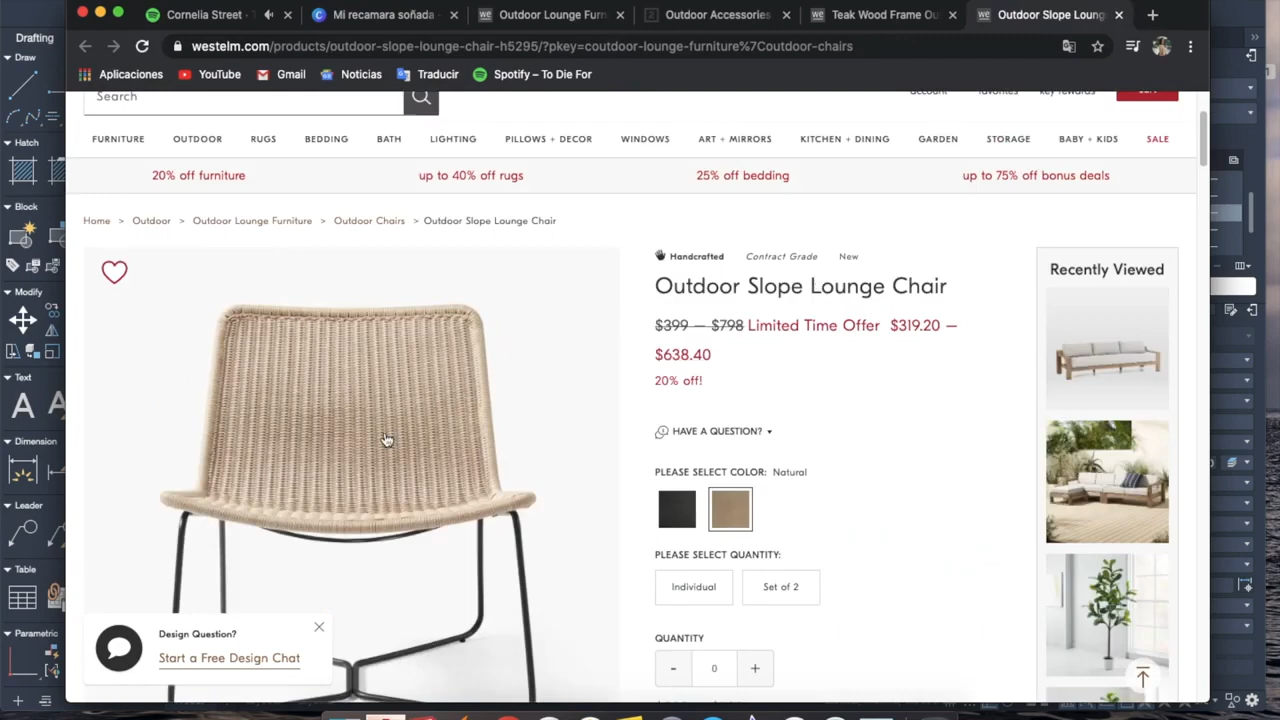 Cornelia Street ·
Mi recamara soñada
Outdoor Lounge Furn
Outdoor Accessories
Teak Wood Frame Ou
Outdoor Slope Loung
westelm.com/products/outdoor-slope-lounge-chair-h5295/?pkey=coutdoor-lounge-furniture%7Coutdoor-chairs
Aplicaciones
YouTube
Gmail
Noticias
Traducir
Spotify – To Die For
Search
account
favorites
key rewards
FURNITURE
OUTDOOR
RUGS
BEDDING
BATH
LIGHTING
PILLOWS + DECOR
WINDOWS
ART + MIRRORS
KITCHEN + DINING
GARDEN
STORAGE
BABY + KIDS
SALE
20% off furniture
up to 40% off rugs
25% off bedding
up to 75% off bonus deals
Home > Outdoor > Outdoor Lounge Furniture > Outdoor Chairs > Outdoor Slope Lounge Chair
Handcrafted
Contract Grade
New
Outdoor Slope Lounge Chair
$399 – $798 Limited Time Offer $319.20 –
$638.40
20% off!
HAVE A QUESTION?
PLEASE SELECT COLOR: Natural
PLEASE SELECT QUANTITY:
Individual
Set of 2
QUANTITY
- 0 +
Recently Viewed
Design Question?
Start a Free Design Chat
Drafting
Draw
Hatch
Block
Modify
Text
A
Dimension
Leader
Table
Parametric